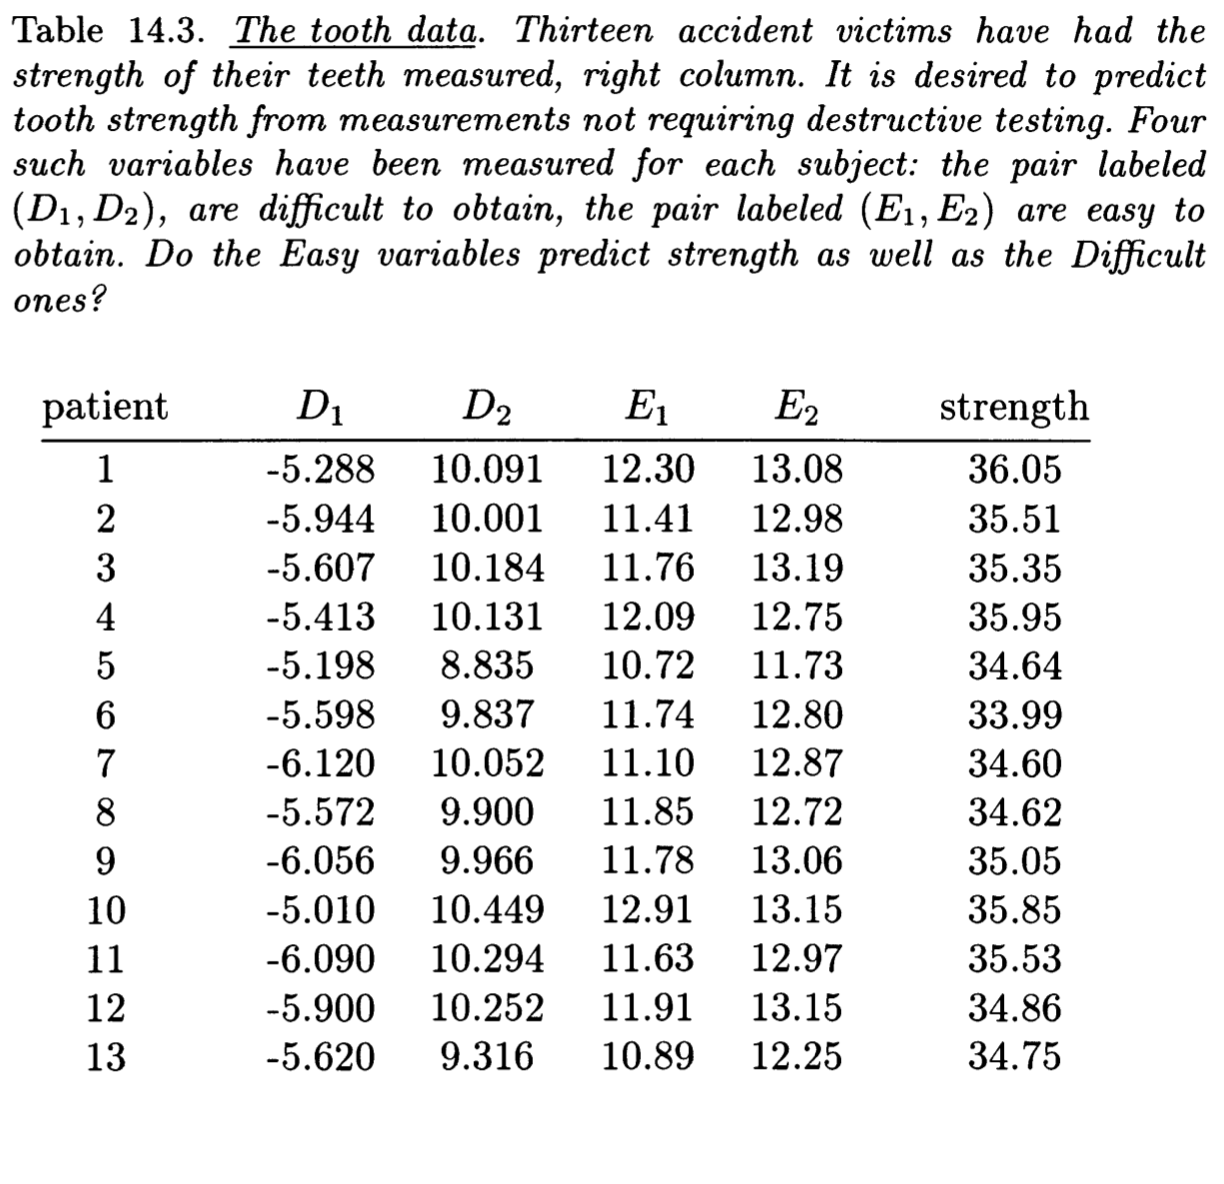 Table 14.3. The tooth data. Thirteen accident victims have had the
strength of their teeth measured, right column. It is desired to predict
tooth strength from measurements not requiring destructive testing. Four
such variables have been measured for each subject: the pair labeled
(D₁, D₂), are difficult to obtain, the pair labeled (E₁, E₂) are easy to
obtain. Do the Easy variables predict strength as well as the Difficult
ones?
patient D₁ D₂ E₁ E₂ strength
1 -5.288 10.091 12.30 13.08 36.05
2 -5.944 10.001 11.41 12.98 35.51
3 -5.607 10.184 11.76 13.19 35.35
4 -5.413 10.131 12.09 12.75 35.95
5 -5.198 8.835 10.72 11.73 34.64
6 -5.598 9.837 11.74 12.80 33.99
7 -6.120 10.052 11.10 12.87 34.60
8 -5.572 9.900 11.85 12.72 34.62
9 -6.056 9.966 11.78 13.06 35.05
10 -5.010 10.449 12.91 13.15 35.85
11 -6.090 10.294 11.63 12.97 35.53
12 -5.900 10.252 11.91 13.15 34.86
13 -5.620 9.316 10.89 12.25 34.75